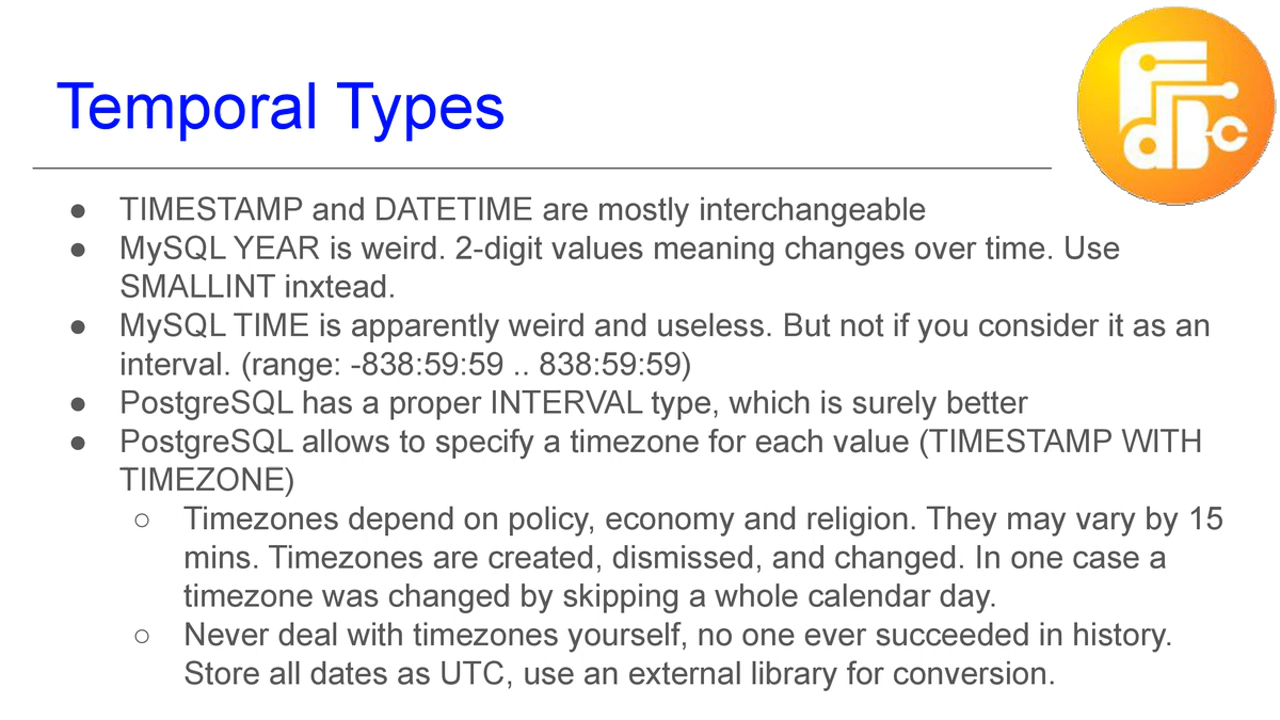 Temporal Types
● TIMESTAMP and DATETIME are mostly interchangeable
● MySQL YEAR is weird. 2-digit values meaning changes over time. Use
SMALLINT inxtead.
● MySQL TIME is apparently weird and useless. But not if you consider it as an
interval. (range: -838:59:59 .. 838:59:59)
● PostgreSQL has a proper INTERVAL type, which is surely better
● PostgreSQL allows to specify a timezone for each value (TIMESTAMP WITH
TIMEZONE)
○ Timezones depend on policy, economy and religion. They may vary by 15
mins. Timezones are created, dismissed, and changed. In one case a
timezone was changed by skipping a whole calendar day.
○ Never deal with timezones yourself, no one ever succeeded in history.
Store all dates as UTC, use an external library for conversion.